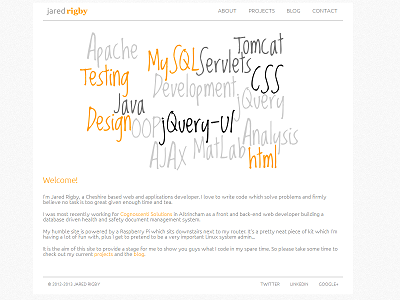 jared rigby
ABOUT PROJECTS BLOG CONTACT
Apache
MySQL
Tomcat
Servlets
Testing
Development
CSS
Java
jQuery
Design
OOP
jQuery-UI
Analysis
AJAX
MatLab
html
Welcome!
I'm Jared Rigby, a Cheshire based web and applications developer. I love to write code which solve problems and firmly
believe no task is too great given enough time and tea.
I was most recently working for Cognoscenti Solutions in Altrincham as a front and back-end web developer building a
database driven health and safety document management system.
My humble site is powered by a Raspberry Pi which sits downstairs next to my router. It's a pretty neat piece of kit which I'm
having a lot of fun with, plus I get to pretend to be a very important Linux system admin...
It is the aim of this site to provide a stage for me to show you guys what I code in my spare time. So please take some time to
check out my current projects and the blog.
© 2012-2013 JARED RIGBY
TWITTER LINKEDIN GOOGLE+